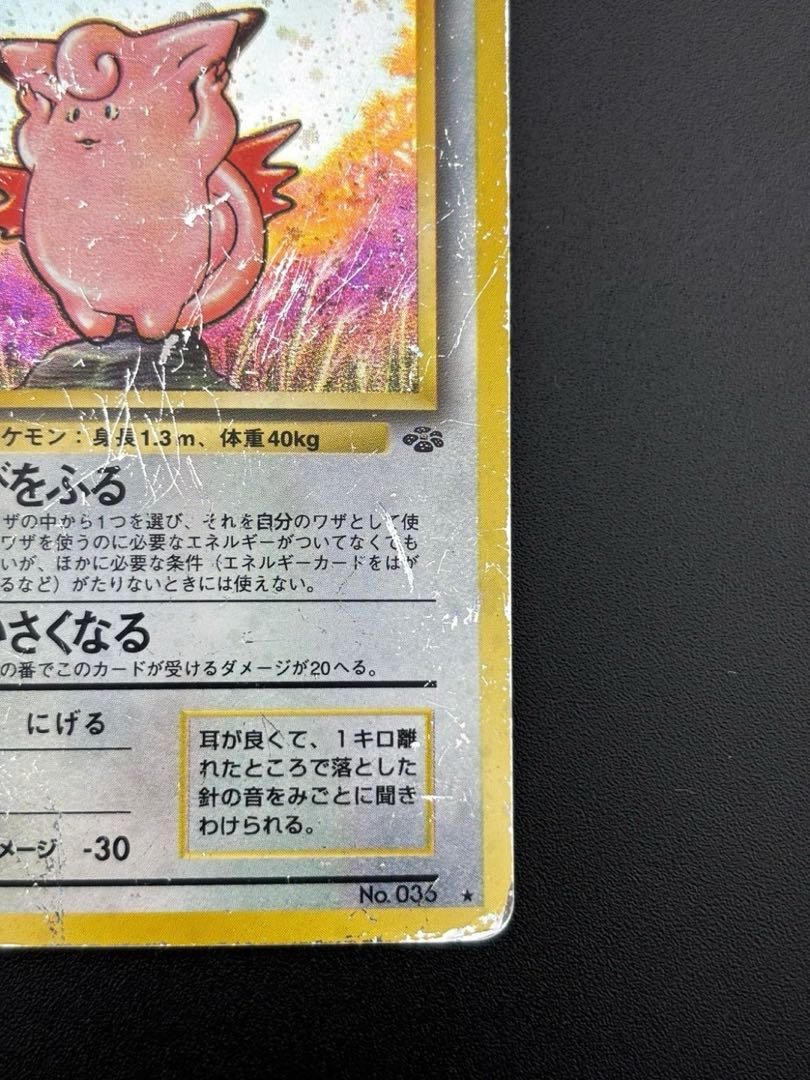 ケモン：身長1.3m、体重40kg
をふる
ザの中から1つを選び、それを自分のワザとして使
ワザを使うのに必要なエネルギーがついてなくても
いが、ほかに必要な条件（エネルギーカードをはが
るなど）がたりないときには使えない。
さくなる
の番でこのカードが受けるダメージが20へる。
にげる
耳が良くて、1キロ離
れたところで落とした
針の音をみごとに聞き
わけられる。
メージ -30
No.036 ★